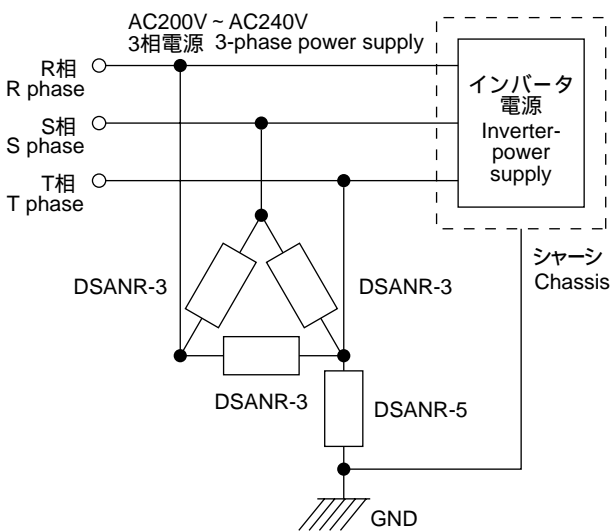 AC200V ~ AC240V
3相電源 3-phase power supply
R相
R phase
S相
S phase
T相
T phase
インバータ
電源
Inverter-
power
supply
シャーシ
Chassis
DSANR-3
DSANR-3
DSANR-3
DSANR-5
GND